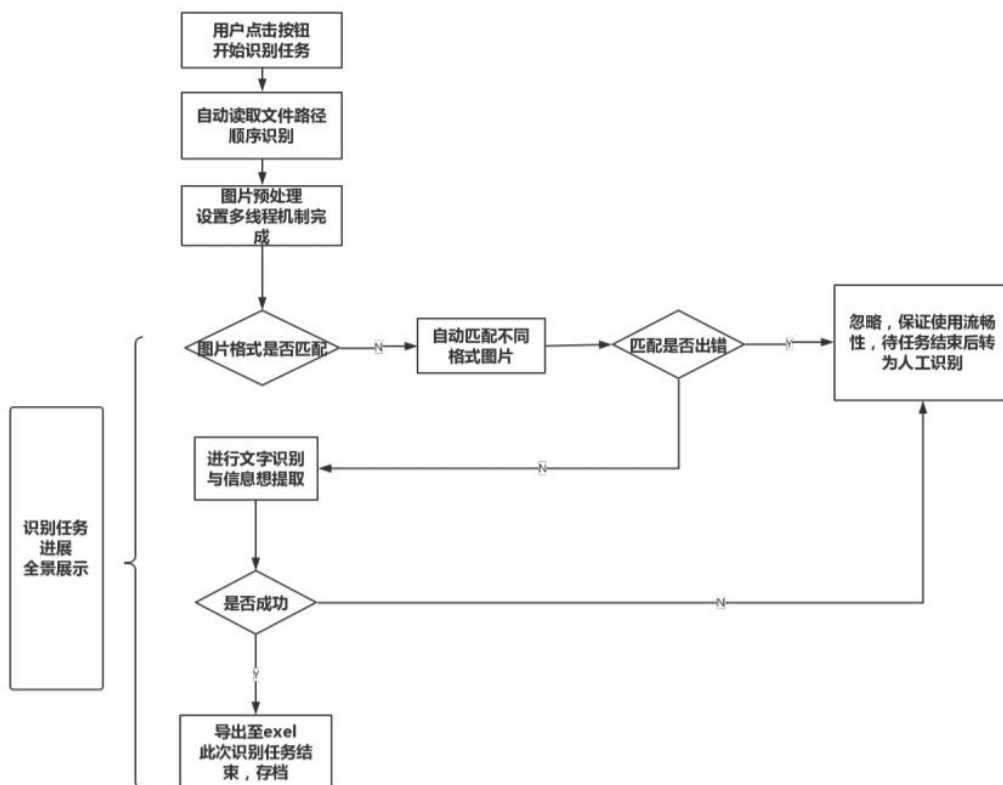 用户点击按钮
开始识别任务
自动读取文件路径
顺序识别
图片预处理
设置多线程机制完
成
图片格式是否匹配
N
自动匹配不同
格式图片
匹配是否出错
Y
忽略，保证使用流畅
性，待任务结束后转
为人工识别
N
进行文字识别
与信息想提取
识别任务
进展
全景展示
是否成功
N
Y
导出至exel
此次识别任务结
束，存档